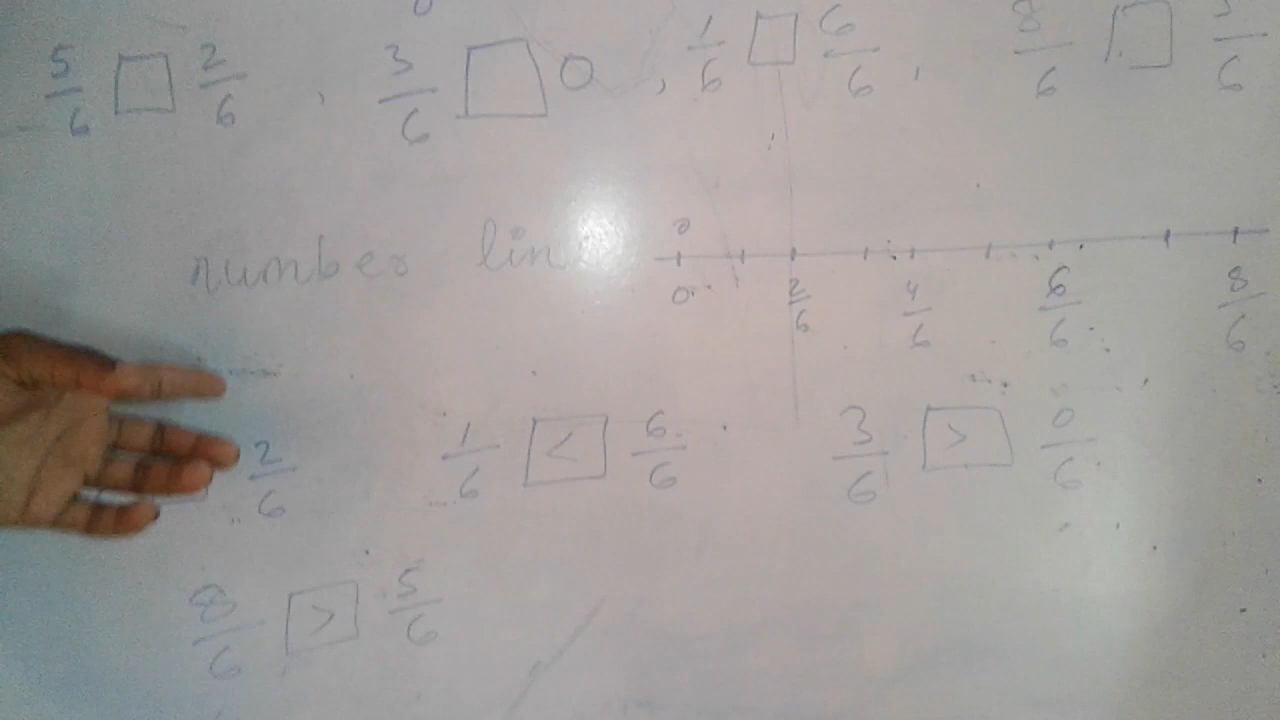 5/6 □ 2/6 , 3/6 □ 0 , 1/6 □ 6/6 , 8/6 □ /6
number lin
0
0 2/6 4/6 6/6 8/6
2/6 1/6 < 6/6 3/6 > 0/6
8/6 > 5/6